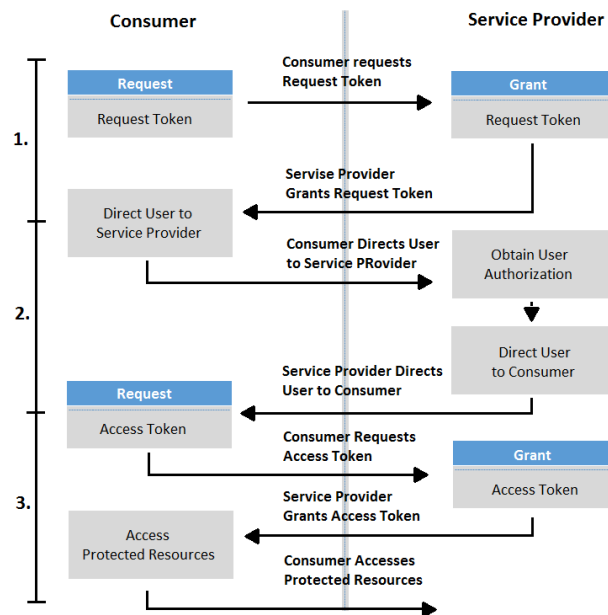 Consumer
Service Provider
Consumer requests
Request Token
Request
Request Token
Grant
Request Token
1.
Servise Provider
Grants Request Token
Direct User to
Service Provider
Consumer Directs User
to Service PRovider
Obtain User
Authorization
2.
Direct User
to Consumer
Service Provider Directs
User to Consumer
Request
Access Token
Consumer Requests
Access Token
Grant
Access Token
3.
Service Provider
Grants Access Token
Access
Protected Resources
Consumer Accesses
Protected Resources